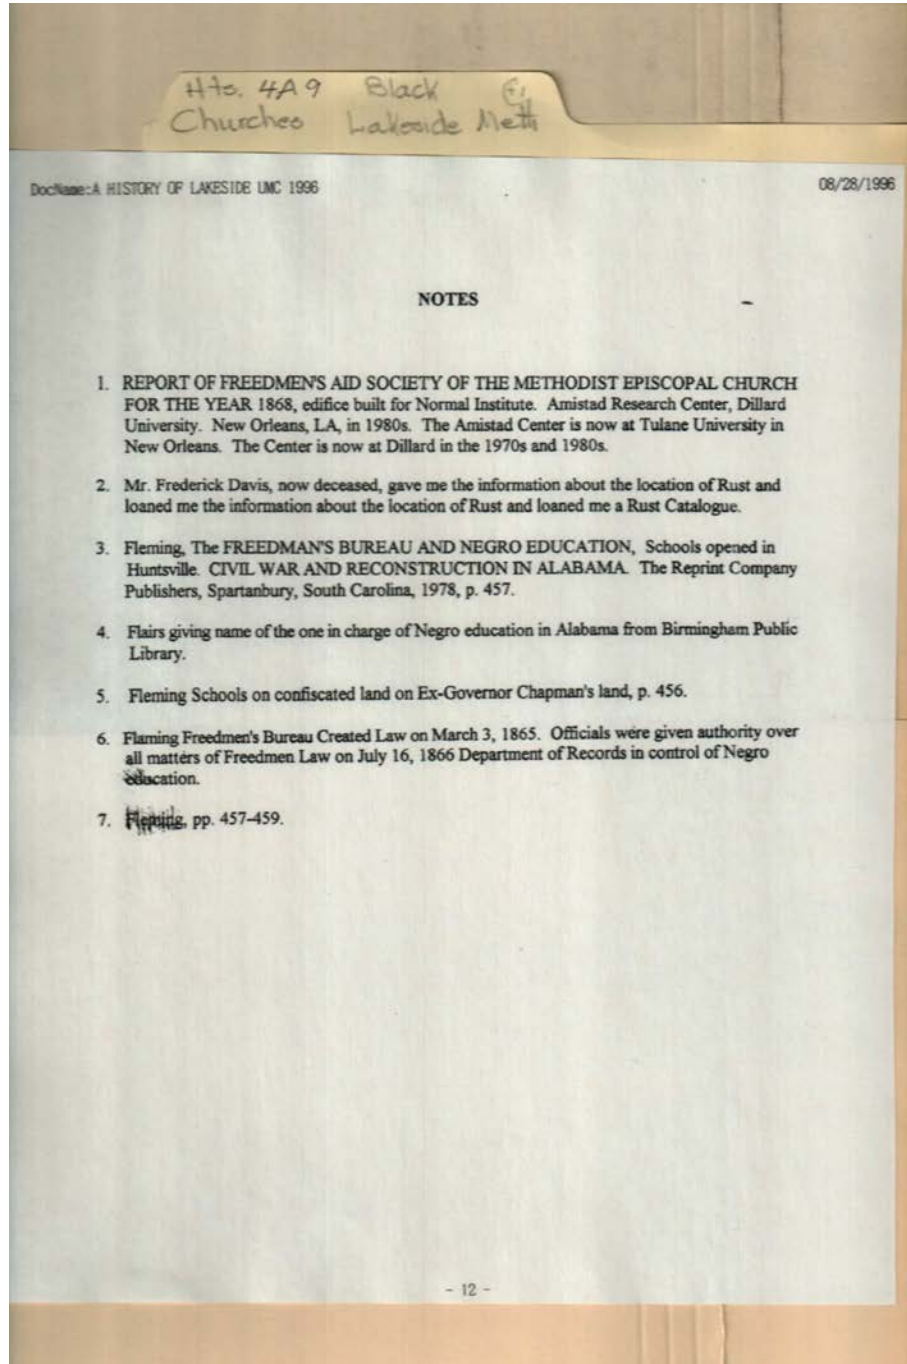 Hts. 4A9 Black
Churches Lakeside Meth
DocName:A HISTORY OF LAKESIDE UMC 1996
08/28/1996
NOTES
1. REPORT OF FREEDMEN'S AID SOCIETY OF THE METHODIST EPISCOPAL CHURCH
FOR THE YEAR 1868, edifice built for Normal Institute. Amistad Research Center, Dillard
University. New Orleans, LA, in 1980s. The Amistad Center is now at Tulane University in
New Orleans. The Center is now at Dillard in the 1970s and 1980s.
2. Mr. Frederick Davis, now deceased, gave me the information about the location of Rust and
loaned me the information about the location of Rust and loaned me a Rust Catalogue.
3. Fleming, The FREEDMAN'S BUREAU AND NEGRO EDUCATION, Schools opened in
Huntsville. CIVIL WAR AND RECONSTRUCTION IN ALABAMA. The Reprint Company
Publishers, Spartanbury, South Carolina, 1978, p. 457.
4. Flairs giving name of the one in charge of Negro education in Alabama from Birmingham Public
Library.
5. Fleming Schools on confiscated land on Ex-Governor Chapman's land, p. 456.
6. Flaming Freedmen's Bureau Created Law on March 3, 1865. Officials were given authority over
all matters of Freedmen Law on July 16, 1866 Department of Records in control of Negro
education.
7. Fleming, pp. 457-459.
- 12 -